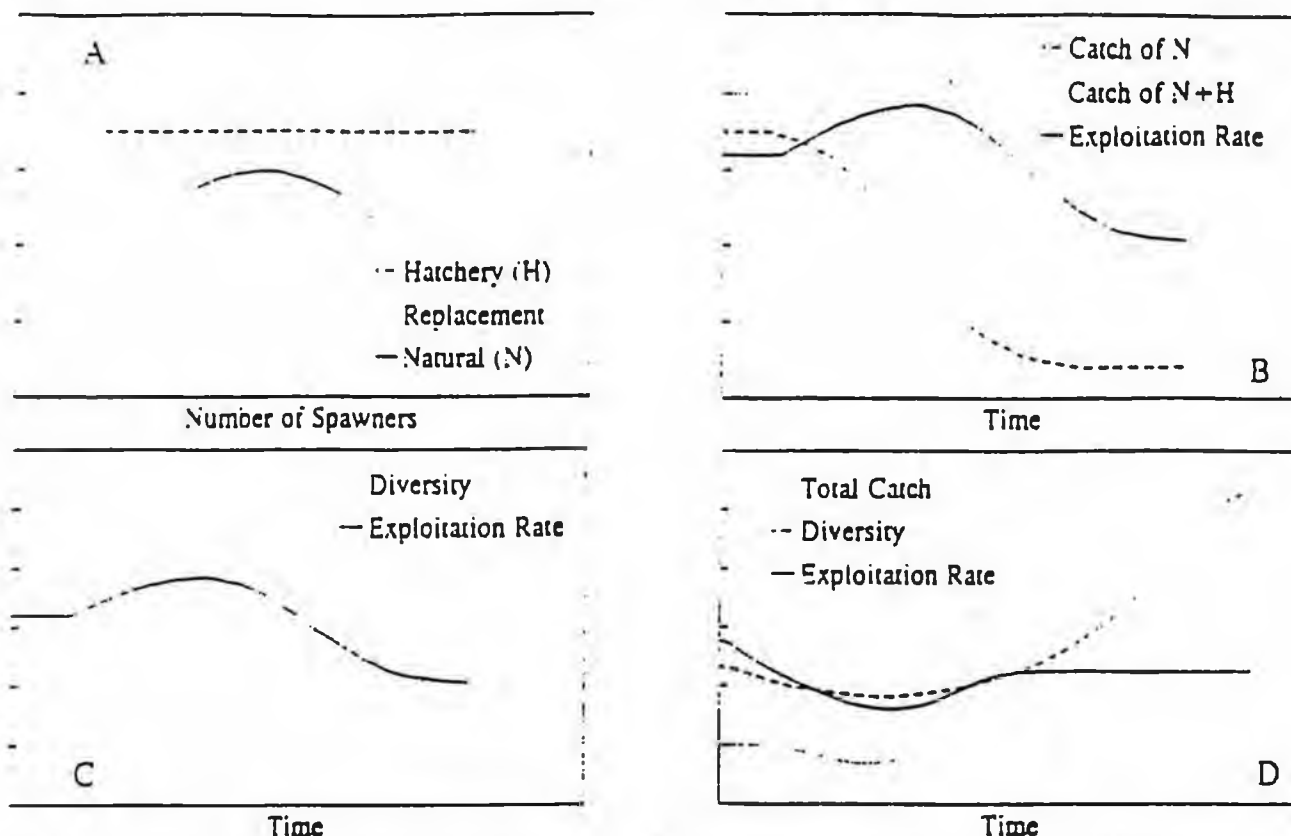 A
Hatchery (H)
Replacement
Natural (N)
Number of Spawners
Catch of N
Catch of N+H
Exploitation Rate
B
Time
Diversity
Exploitation Rate
C
Time
Total Catch
Diversity
Exploitation Rate
D
Time